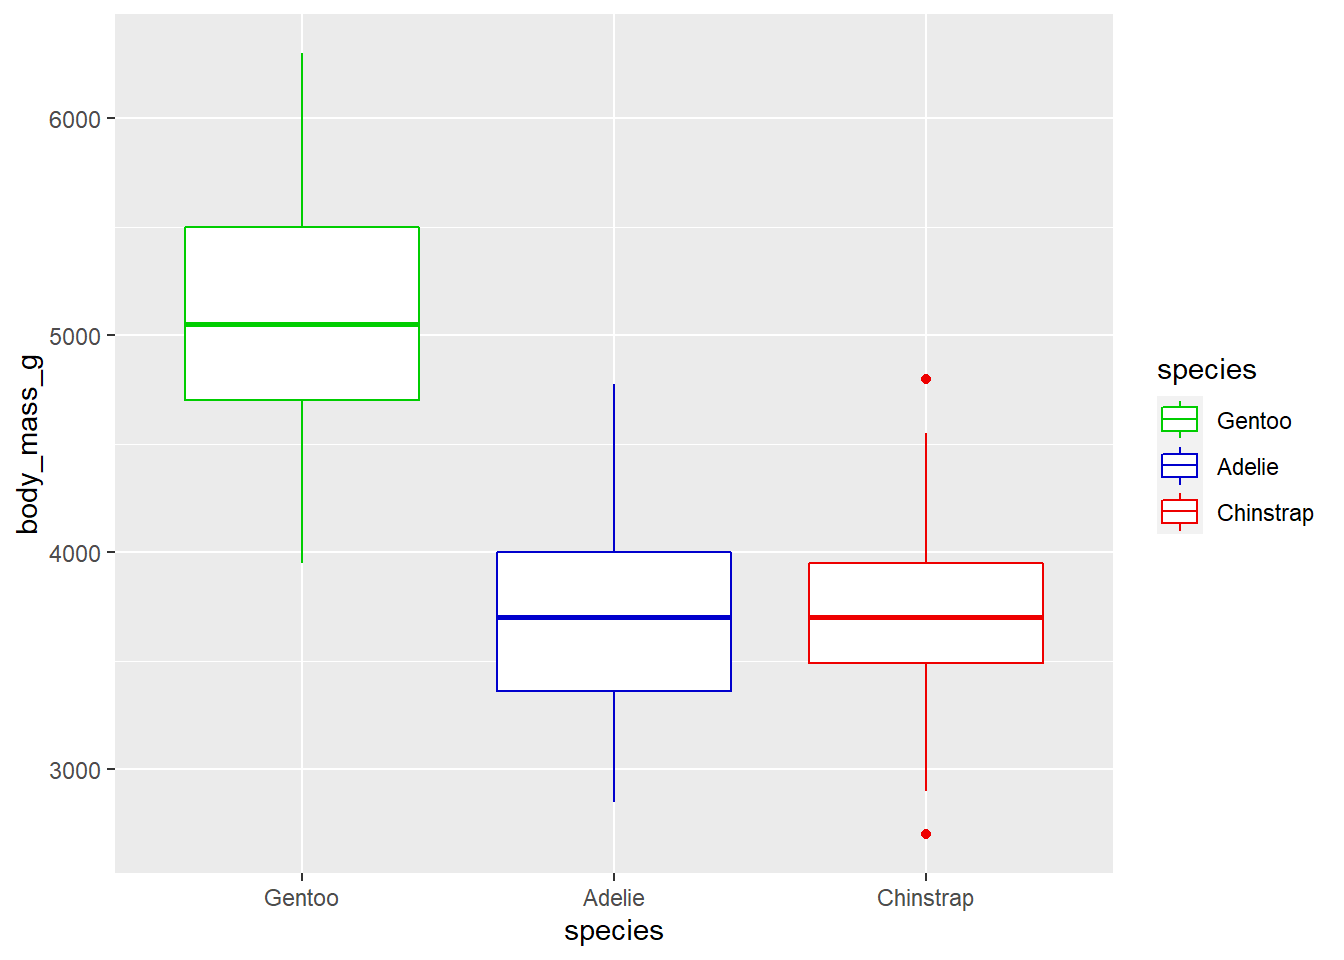 body_mass_g
6000
5000
4000
3000
Gentoo
Adelie
Chinstrap
species
species
Gentoo
Adelie
Chinstrap